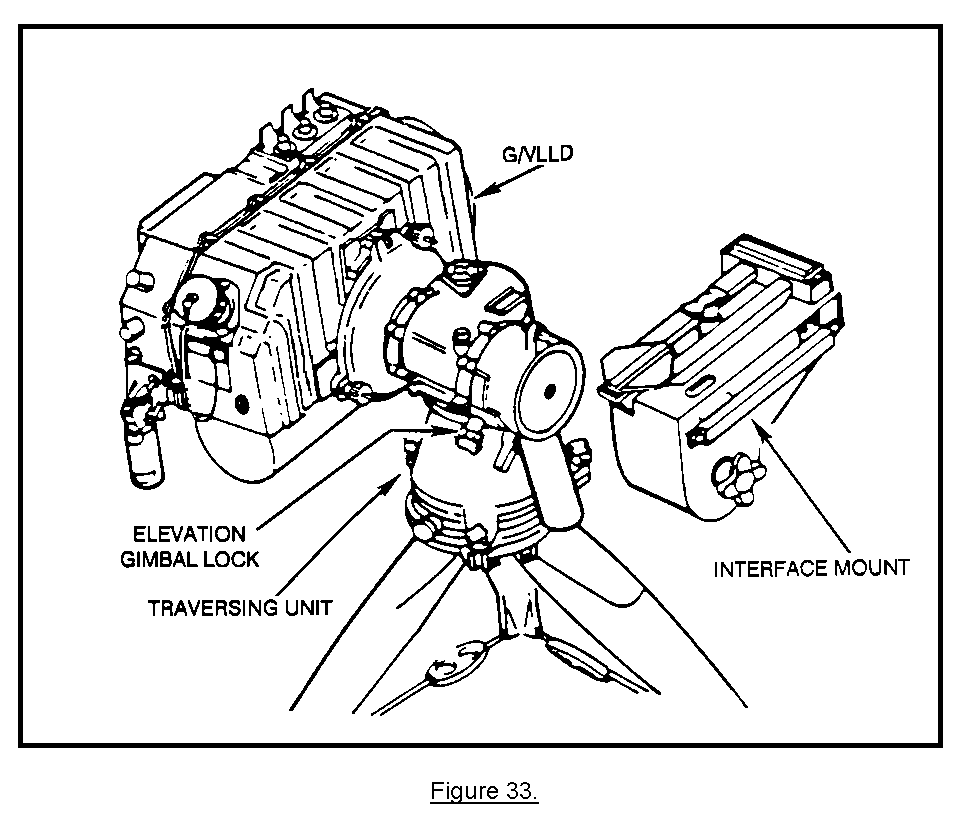 G/VLLD
ELEVATION
GIMBAL LOCK
TRAVERSING UNIT
INTERFACE MOUNT
Figure 33.